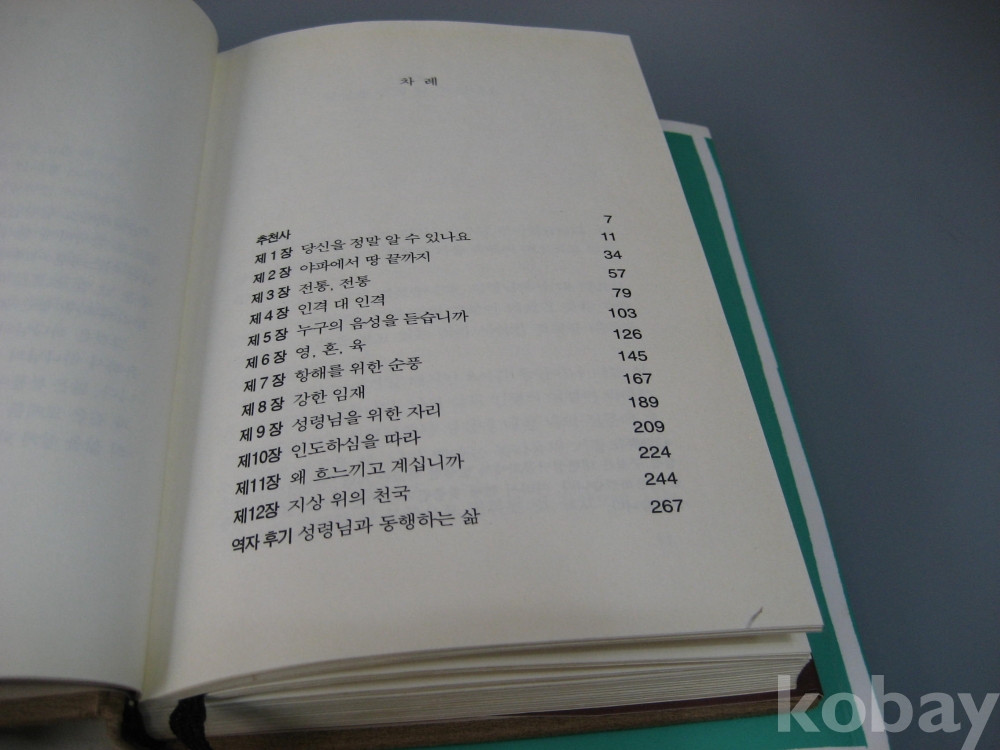 차 례
추천사 7
제 1 장 당신을 정말 알 수 있나요 11
제 2 장 야파에서 땅 끝까지 34
제 3 장 전통, 전통 57
제 4 장 인격 대 인격 79
제 5 장 누구의 음성을 듣습니까 103
제 6 장 영, 혼, 육 126
제 7 장 항해를 위한 순풍 145
제 8 장 강한 임재 167
제 9 장 성령님을 위한 자리 189
제10장 인도하심을 따라 209
제11장 왜 흐느끼고 계십니까 224
제12장 지상 위의 천국 244
역자 후기 성령님과 동행하는 삶 267
kobay